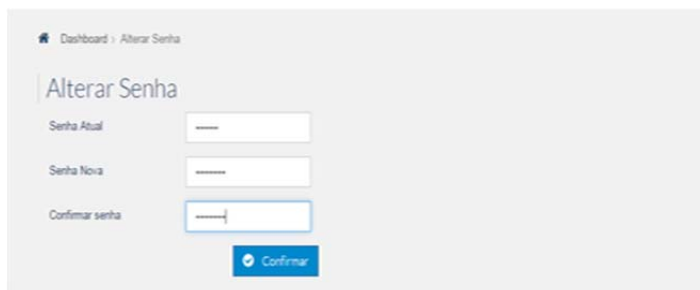 Dashboard > Alterar Senha
Alterar Senha
Senha Atual
Senha Nova
Confirmar senha
Confirmar